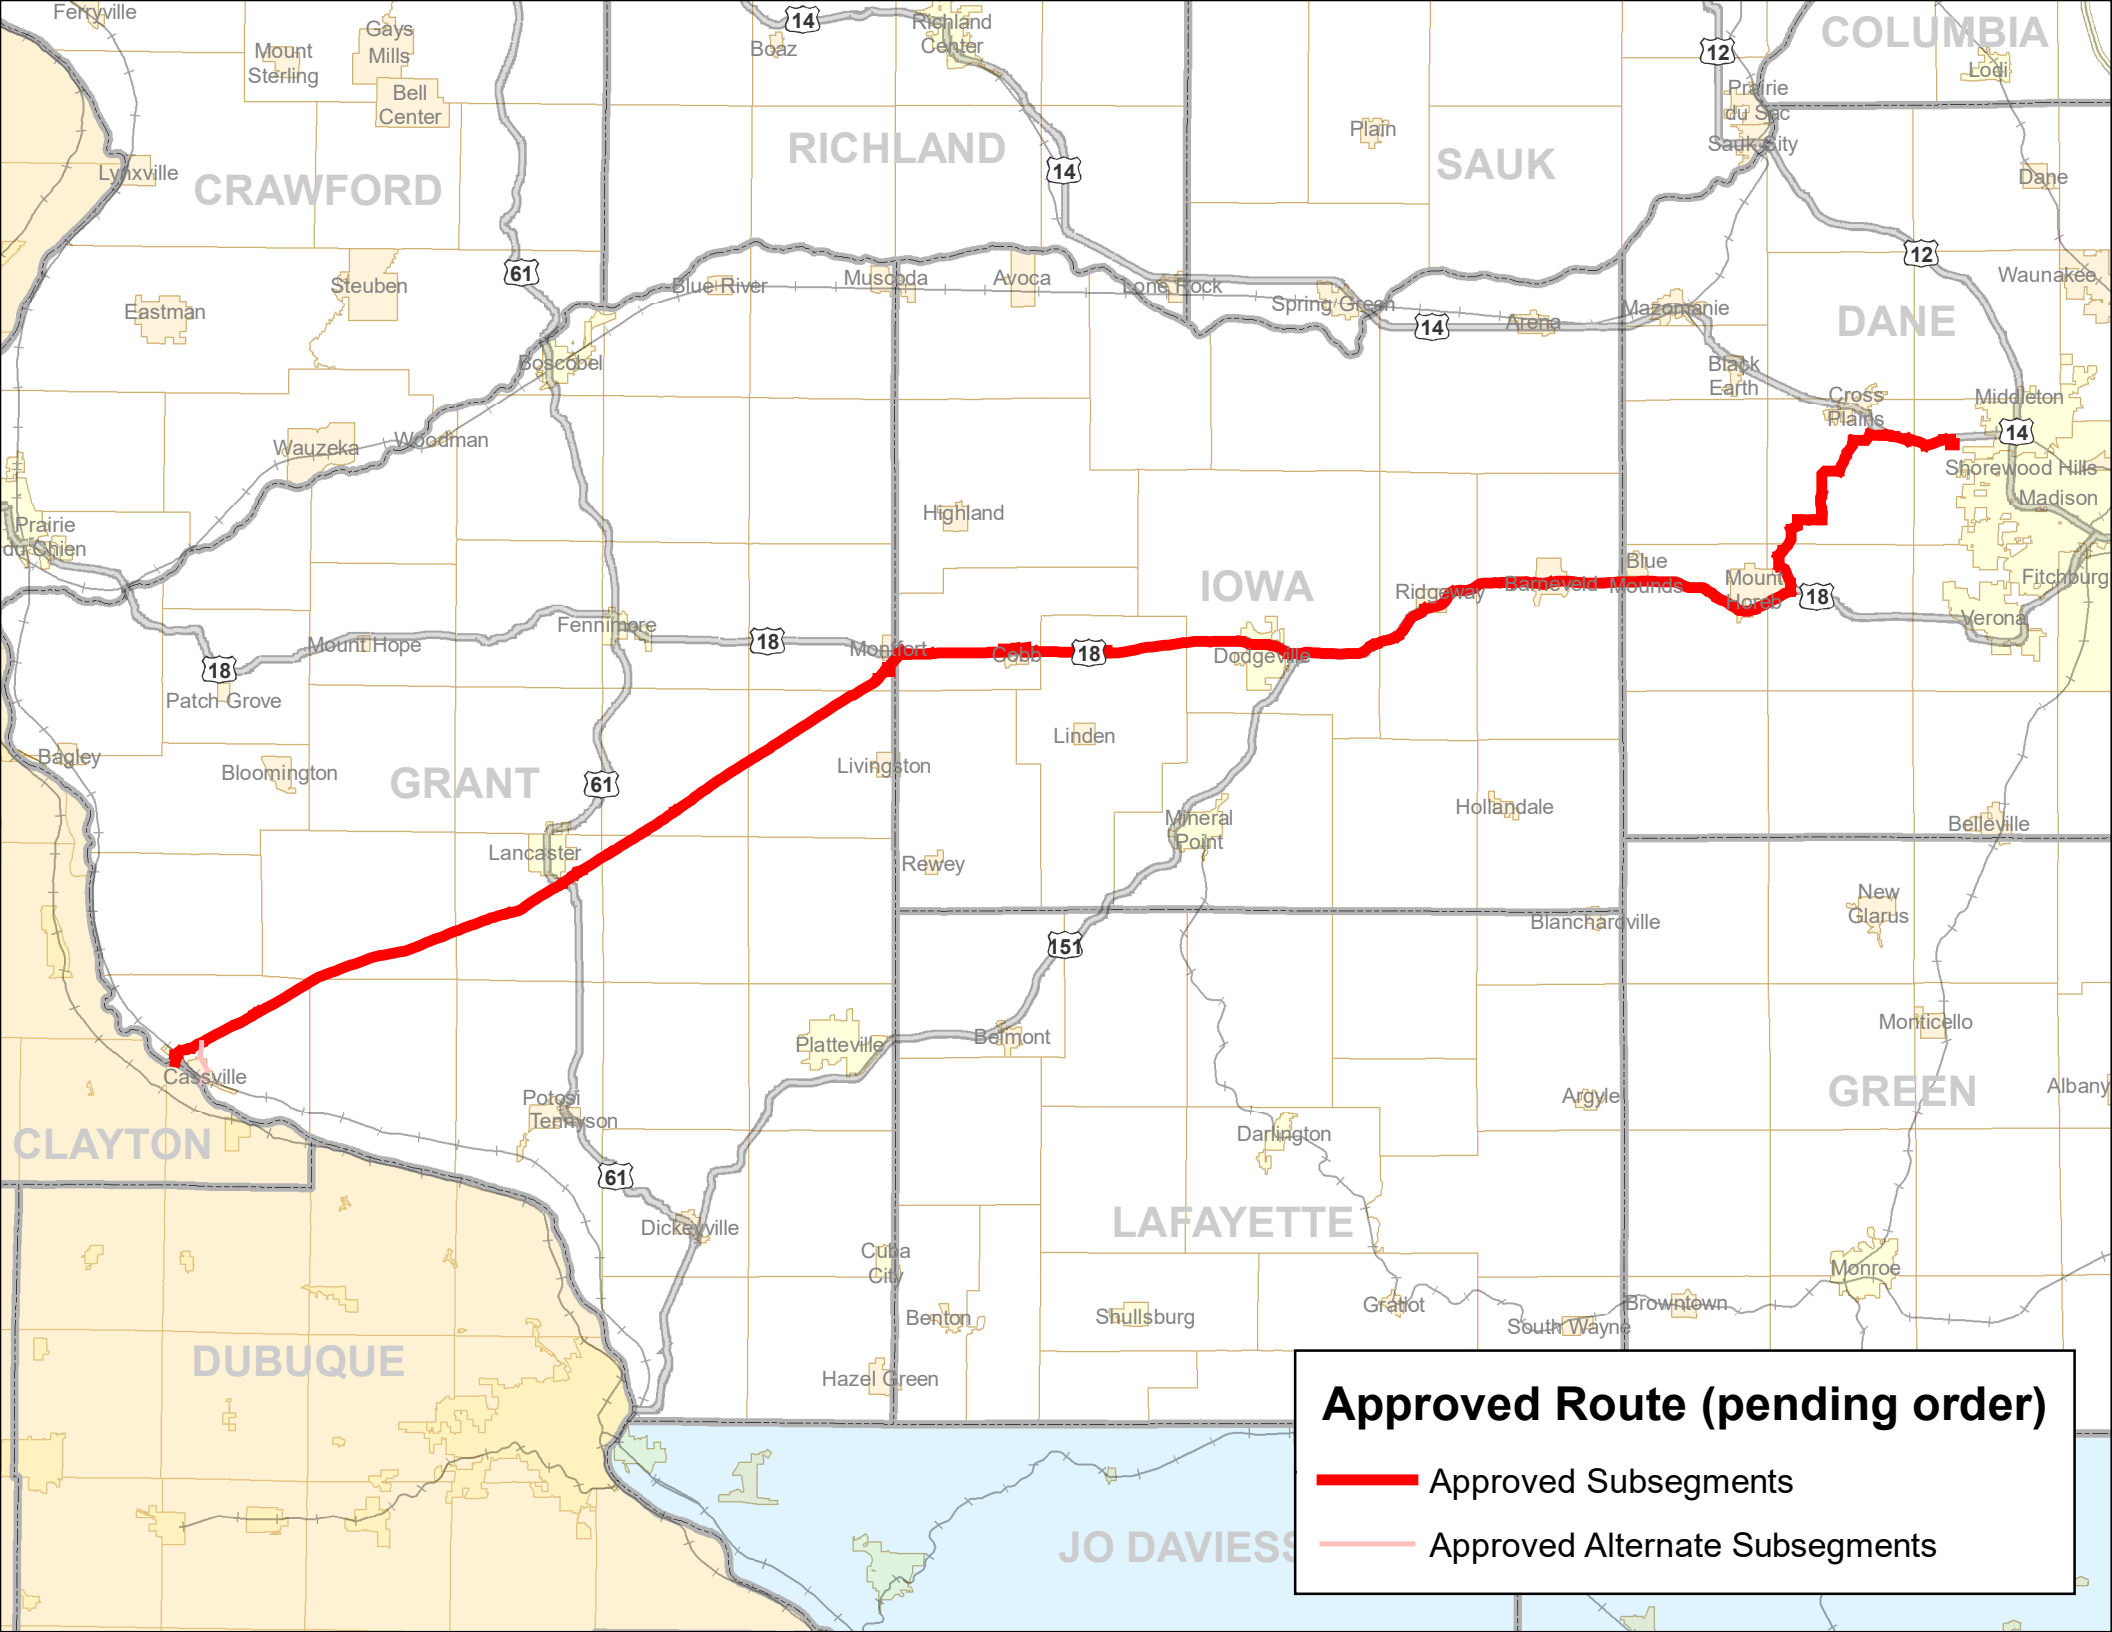 Ferryville
Gays
Mills
Mount
Sterling
Bell
Center
14
Boaz
Richland
Center
12
COLUMBIA
Lodi
Prairie
du Sac
Sauk City
Plain
RICHLAND
SAUK
14
Dane
Lynxville
CRAWFORD
61
Steuben
Eastman
Blue River
Muscoda
Avoca
Lone Rock
Spring Green
14
Arena
Mazomanie
12
Waunakee
DANE
Boscobel
Black
Earth
Cross
Plains
Middleton
14
Wauzeka
Woodman
Shorewood Hills
Madison
Prairie
du Chien
Highland
IOWA
Ridgeway
Barneveld
Blue
Mounds
Mount
Horeb
18
Fitchburg
Verona
Fennimore
18
Montfort
Cobb
18
Dodgeville
Mount Hope
18
Patch Grove
Bagley
Bloomington
GRANT
61
Livingston
Linden
Hollandale
Mineral
Point
Belleville
Lancaster
Rewey
New
Glarus
Blanchardville
151
Platteville
Belmont
Monticello
Cassville
Potosi
Tennyson
Argyle
GREEN
Albany
CLAYTON
Darlington
61
Dickeyville
LAFAYETTE
Cuba
City
Monroe
Benton
Shullsburg
Gratiot
South Wayne
Browntown
DUBUQUE
Hazel Green
JO DAVIESS
Approved Route (pending order)
Approved Subsegments
Approved Alternate Subsegments